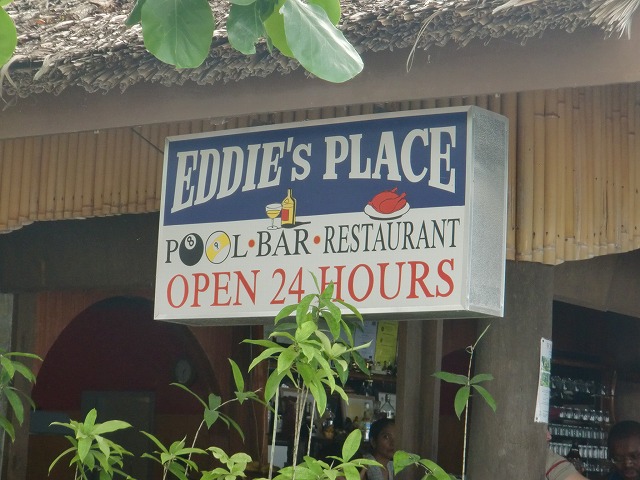 EDDIE's PLACE
POOL • BAR • RESTAURANT
OPEN 24 HOURS